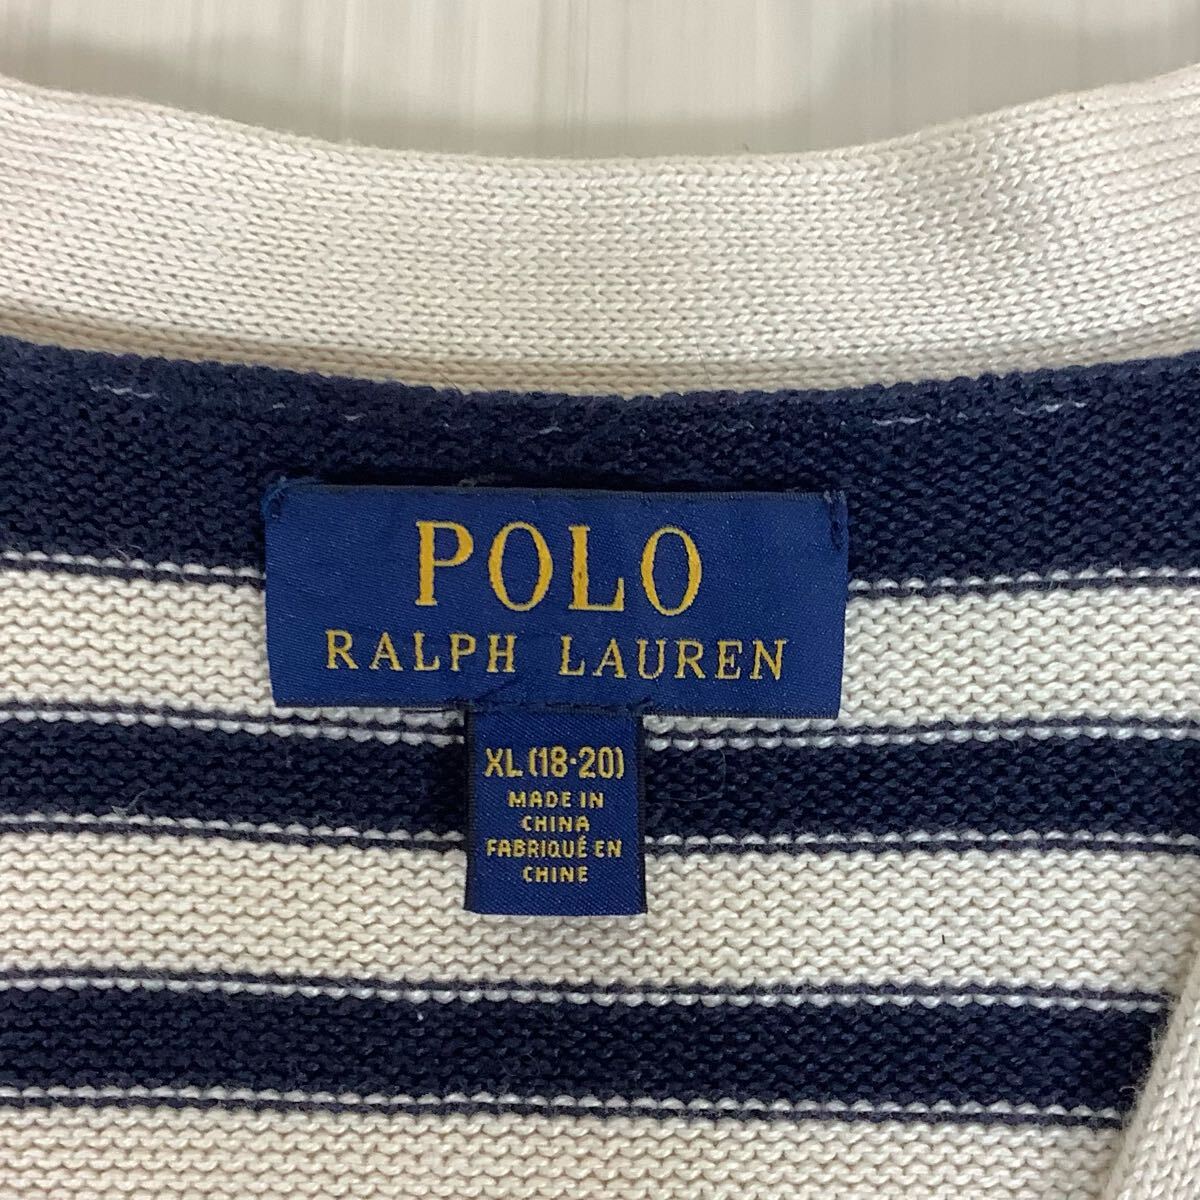 POLO
RALPH LAUREN
XL (18·20)
MADE IN
CHINA
FABRIQUÉ EN
CHINE